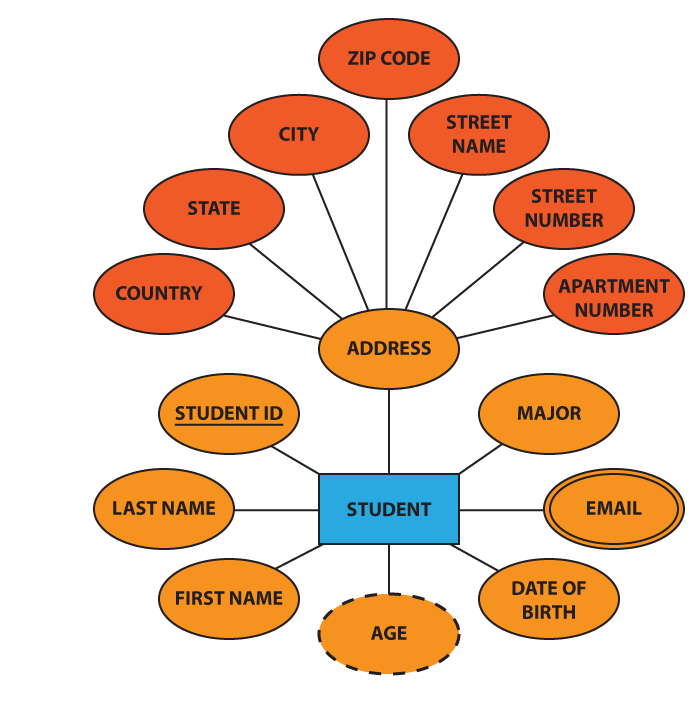 ZIP CODE
CITY
STREET
NAME
STATE
STREET
NUMBER
COUNTRY
APARTMENT
NUMBER
ADDRESS
STUDENT ID
MAJOR
LAST NAME
STUDENT
EMAIL
FIRST NAME
DATE OF
BIRTH
AGE